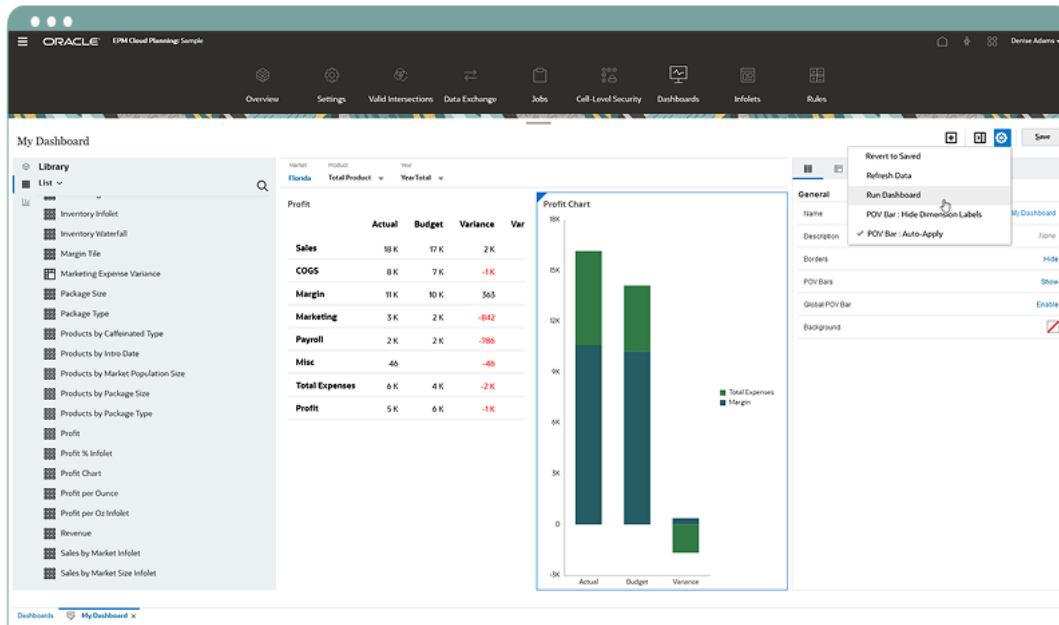 ORACLE EPM Cloud Planning: Sample Denise Adams
Overview Settings Valid Intersections Data Exchange Jobs Cell-Level Security Dashboards Infolets Rules
My Dashboard
Save
Library
List
Inventory Infolet
Inventory Waterfall
Margin Tile
Marketing Expense Variance
Package Size
Package Type
Products by Caffeinated Type
Products by Intro Date
Products by Market Population Size
Products by Package Size
Products by Package Type
Profit
Profit % Infolet
Profit Chart
Profit per Ounce
Profit per Oz Infolet
Revenue
Sales by Market Infolet
Sales by Market Size Infolet
Market Product Year
Florida Total Product YearTotal
Profit
Actual Budget Variance Var
Sales 18 K 17 K 2 K
COGS 8 K 7 K -1 K
Margin 11 K 10 K 363
Marketing 3 K 2 K -842
Payroll 2 K 2 K -786
Misc 46 -46
Total Expenses 6 K 4 K -2 K
Profit 5 K 6 K -1 K
Profit Chart
18K
15K
12K
9K
6K
3K
0
-3K
Actual Budget Variance
Total Expenses
Margin
Revert to Saved
Refresh Data
Run Dashboard
POV Bar : Hide Dimension Labels
POV Bar : Auto-Apply
General
Name My Dashboard
Description None
Borders Hide
POV Bars Show
Global POV Bar Enable
Background
Dashboards My Dashboard x